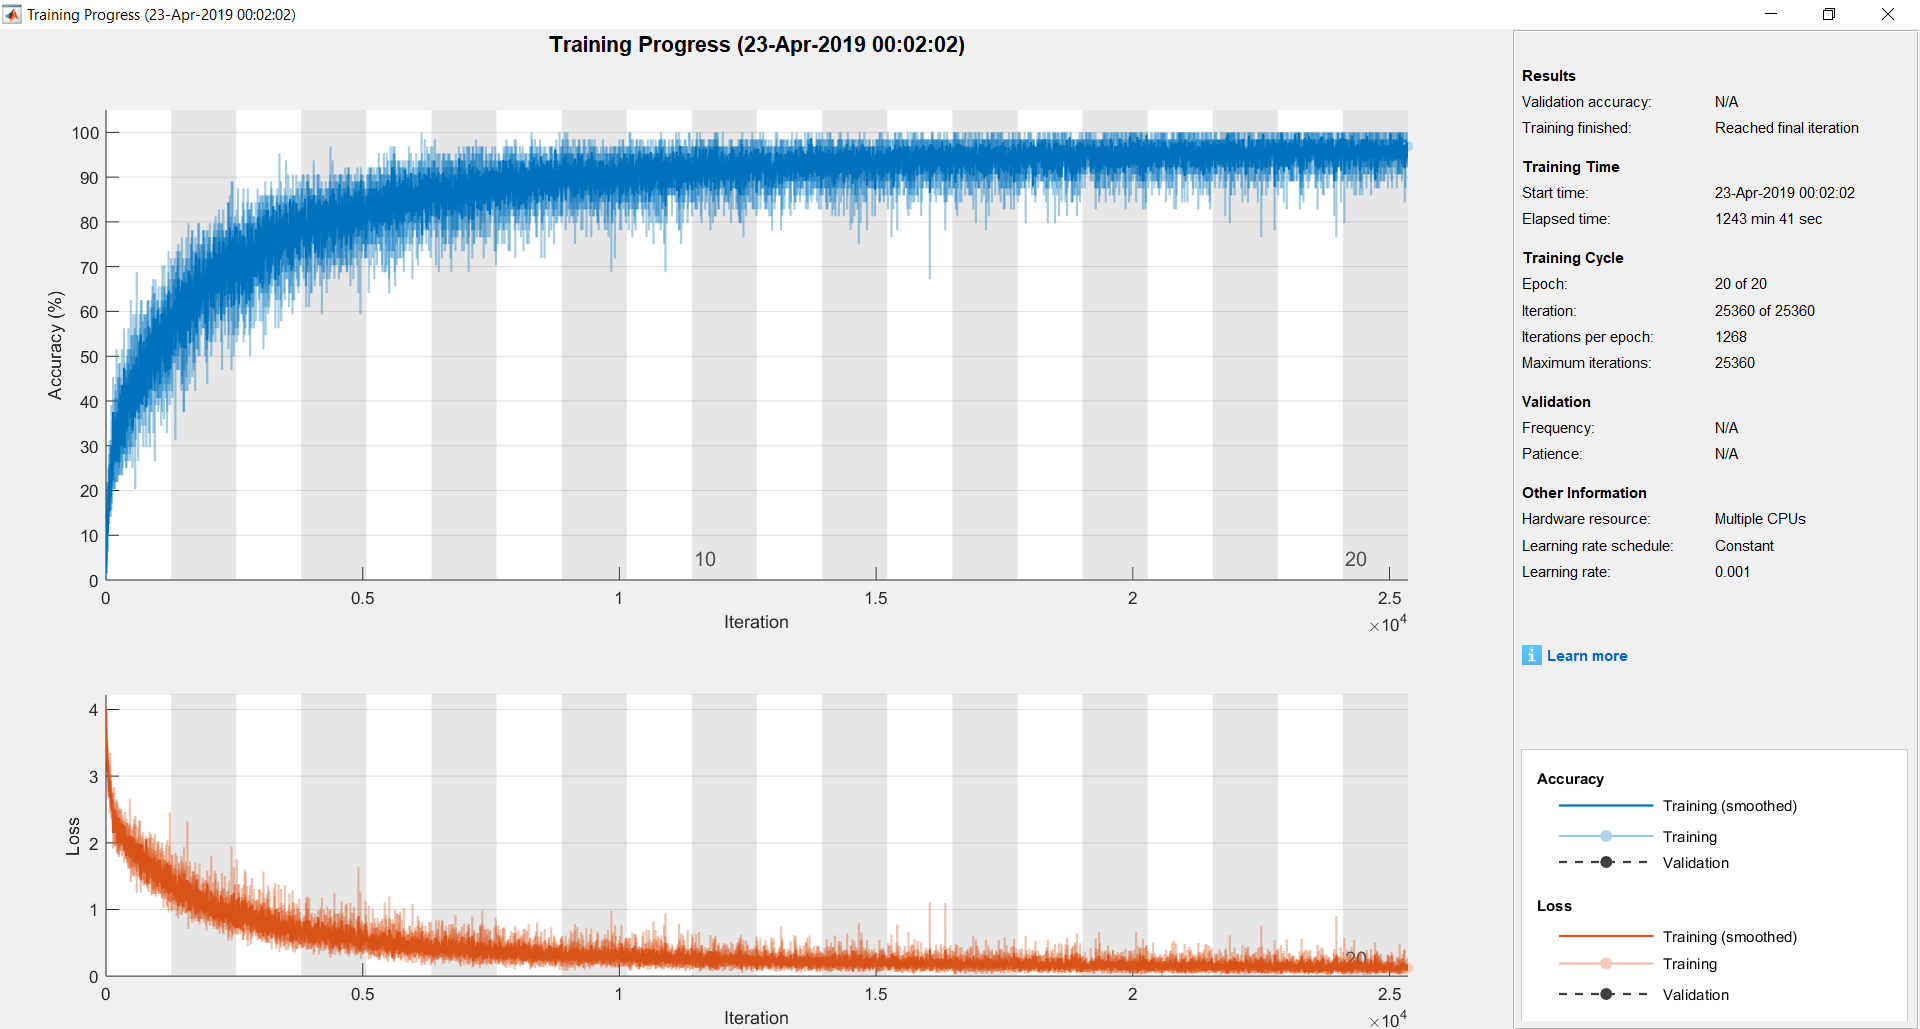 Training Progress (23-Apr-2019 00:02:02)
Training Progress (23-Apr-2019 00:02:02)
100
90
80
70
60
50
40
30
20
10
0
Accuracy (%)
10
20
0 0.5 1 1.5 2 2.5
Iteration
×10⁴
4
3
2
1
0
Loss
20
0 0.5 1 1.5 2 2.5
Iteration
×10⁴
Results
Validation accuracy: N/A
Training finished: Reached final iteration
Training Time
Start time: 23-Apr-2019 00:02:02
Elapsed time: 1243 min 41 sec
Training Cycle
Epoch: 20 of 20
Iteration: 25360 of 25360
Iterations per epoch: 1268
Maximum iterations: 25360
Validation
Frequency: N/A
Patience: N/A
Other Information
Hardware resource: Multiple CPUs
Learning rate schedule: Constant
Learning rate: 0.001
i Learn more
Accuracy
Training (smoothed)
Training
Validation
Loss
Training (smoothed)
Training
Validation